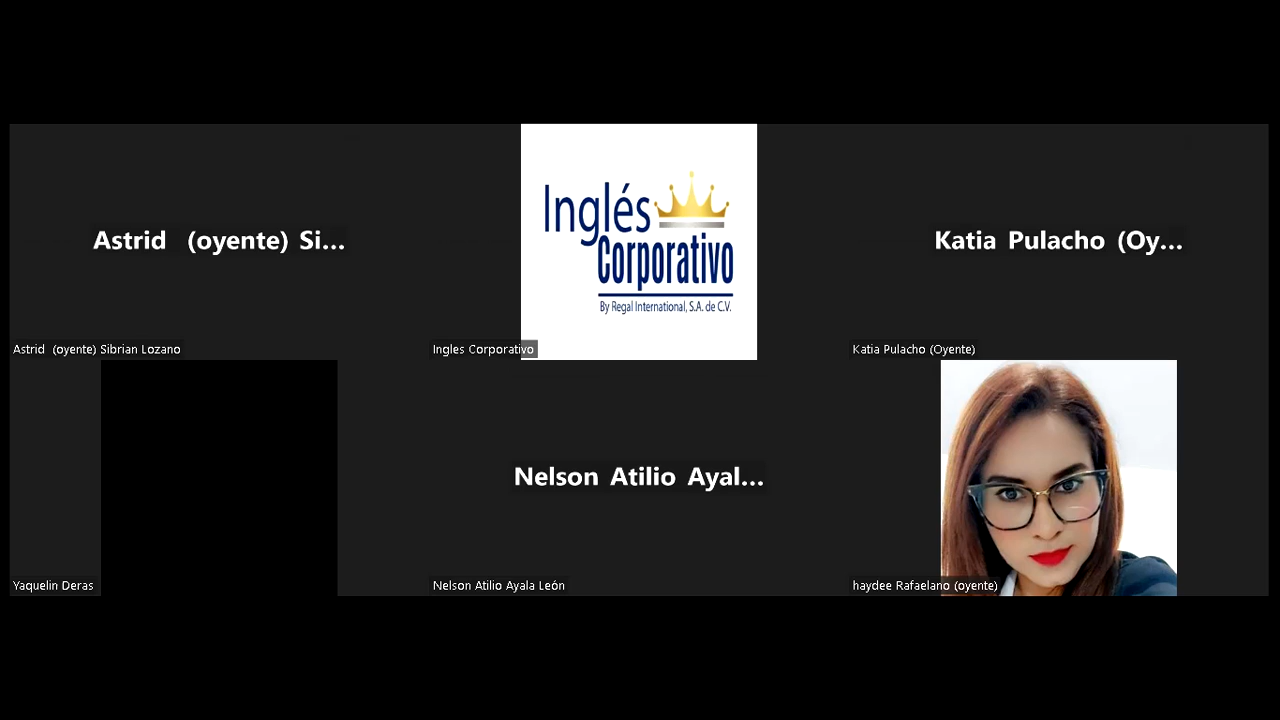 Astrid (oyente) Si...
Astrid (oyente) Sibrian Lozano
Inglés
Corporativo
By Regal International, S.A. de C.V.
Ingles Corporativo
Katia Pulacho (Oy...
Katia Pulacho (Oyente)
Yaquelin Deras
Nelson Atilio Ayal...
Nelson Atilio Ayala León
haydee Rafaelano (oyente)